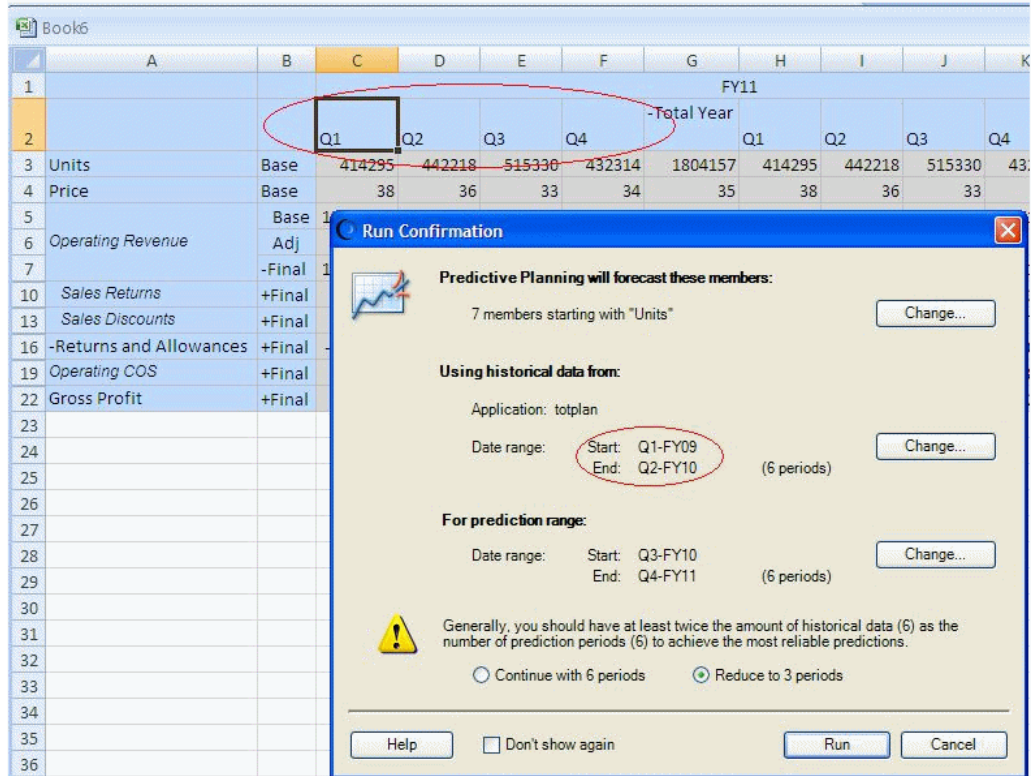 Book6
A B C D E F G H I J K
1 FY11
-Total Year
2 Q1 Q2 Q3 Q4 Q1 Q2 Q3 Q4
3 Units Base 414295 442218 515330 432314 1804157 414295 442218 515330
4 Price Base 38 36 33 34 35 38 36 33
5 Base
6 Operating Revenue Adj
7 -Final
10 Sales Returns +Final
13 Sales Discounts +Final
16 -Returns and Allowances +Final
19 Operating COS +Final
22 Gross Profit +Final
23
24
25
26
27
28
29
30
31
32
33
34
35
36
Run Confirmation
Predictive Planning will forecast these members:
7 members starting with "Units" Change...
Using historical data from:
Application: totplan
Date range: Start: Q1-FY09 Change...
End: Q2-FY10 (6 periods)
For prediction range:
Date range: Start: Q3-FY10 Change...
End: Q4-FY11 (6 periods)
Generally, you should have at least twice the amount of historical data (6) as the
number of prediction periods (6) to achieve the most reliable predictions.
Continue with 6 periods Reduce to 3 periods
Help Don't show again Run Cancel